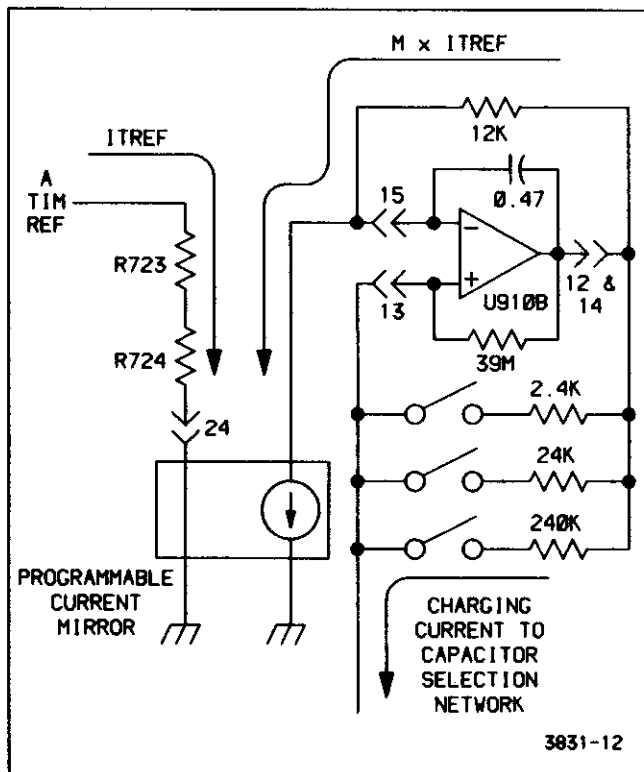 M x ITREF
ITREF
12K
A
TIM
REF
15
0.47
R723
-
+
U910B
12 &
14
13
R724
39M
24
2.4K
24K
240K
PROGRAMMABLE
CURRENT
MIRROR
CHARGING
CURRENT TO
CAPACITOR
SELECTION
NETWORK
3831-12